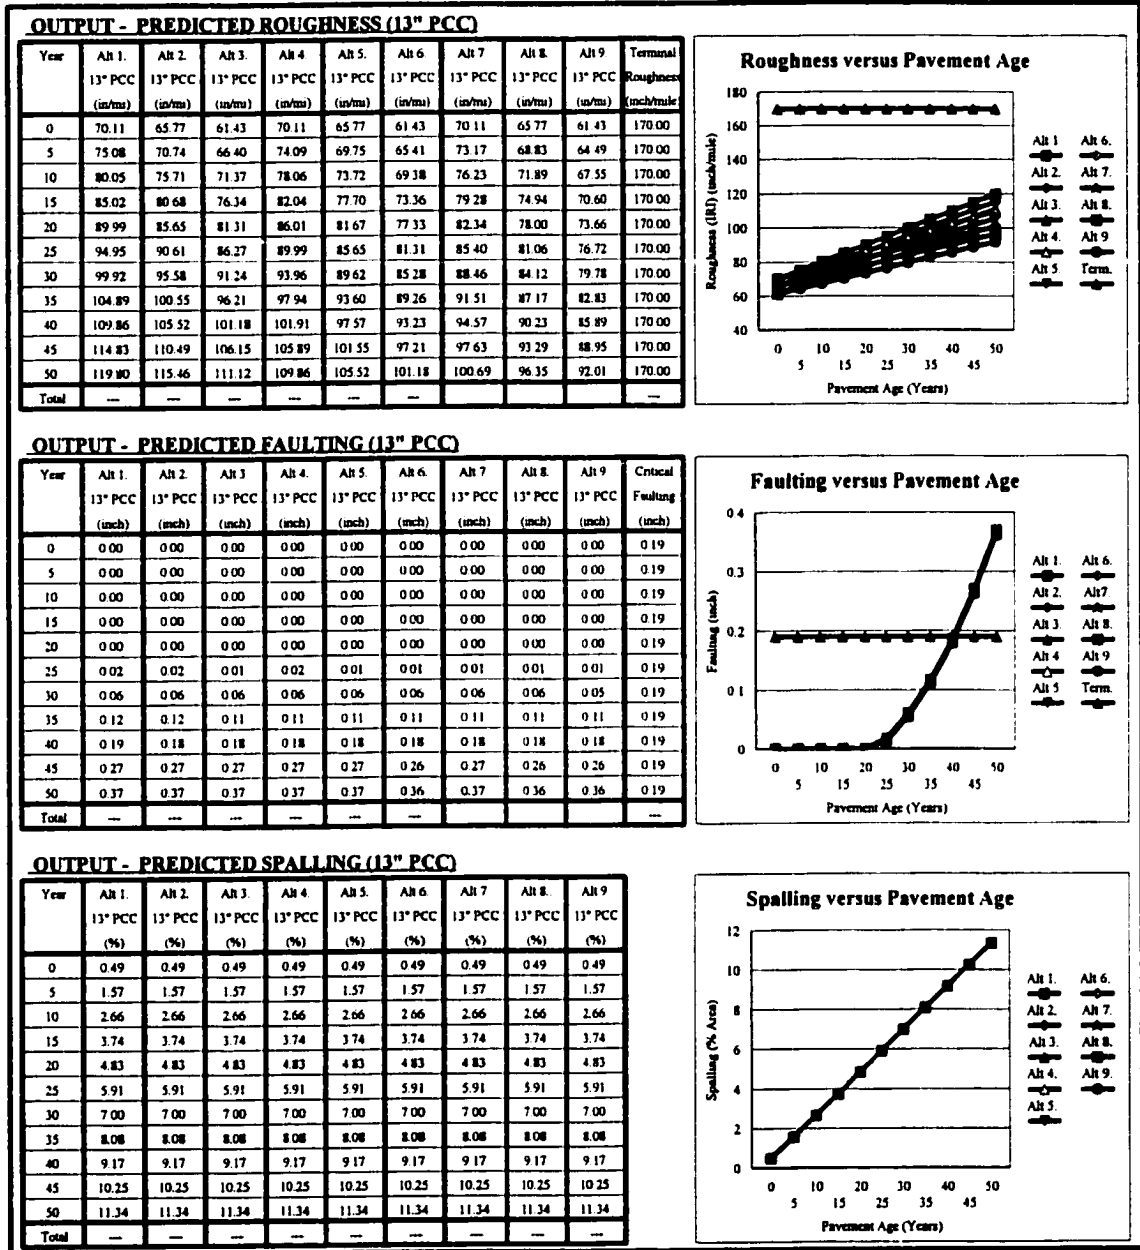 OUTPUT - PREDICTED ROUGHNESS (13" PCC)
Year Alt 1. Alt 2. Alt 3. Alt 4 Alt 5. Alt 6. Alt 7 Alt 8. Alt 9 Terminal
13" PCC 13" PCC 13" PCC 13" PCC 13" PCC 13" PCC 13" PCC 13" PCC 13" PCC Roughness
(in/mi) (in/mi) (in/mi) (in/mi) (in/mi) (in/mi) (in/mi) (in/mi) (in/mi) (inch/mile)
0 70.11 65.77 61.43 70.11 65.77 61.43 70.11 65.77 61.43 170.00
5 75.08 70.74 66.40 74.09 69.75 65.41 73.17 68.83 64.49 170.00
10 80.05 75.71 71.37 78.06 73.72 69.38 76.23 71.89 67.55 170.00
15 85.02 80.68 76.34 82.04 77.70 73.36 79.28 74.94 70.60 170.00
20 89.99 85.65 81.31 86.01 81.67 77.33 82.34 78.00 73.66 170.00
25 94.95 90.61 86.27 89.99 85.65 81.31 85.40 81.06 76.72 170.00
30 99.92 95.58 91.24 93.96 89.62 85.28 88.46 84.12 79.78 170.00
35 104.89 100.55 96.21 97.94 93.60 89.26 91.51 87.17 82.83 170.00
40 109.86 105.52 101.18 101.91 97.57 93.23 94.57 90.23 85.89 170.00
45 114.83 110.49 106.15 105.89 101.55 97.21 97.63 93.29 88.95 170.00
50 119.80 115.46 111.12 109.86 105.52 101.18 100.69 96.35 92.01 170.00
Total --- --- --- --- --- --- ---
Roughness versus Pavement Age
Roughness (IRI) (inch/mile)
180
160
140
120
100
80
60
40
0 10 20 30 40 50
5 15 25 35 45
Pavement Age (Years)
Alt 1 Alt 6.
Alt 2. Alt 7.
Alt 3. Alt 8.
Alt 4. Alt 9
Alt 5. Term.
OUTPUT - PREDICTED FAULTING (13" PCC)
Year Alt 1. Alt 2. Alt 3 Alt 4. Alt 5. Alt 6. Alt 7 Alt 8. Alt 9 Critical
13" PCC 13" PCC 13" PCC 13" PCC 13" PCC 13" PCC 13" PCC 13" PCC 13" PCC Faulting
(inch) (inch) (inch) (inch) (inch) (inch) (inch) (inch) (inch) (inch)
0 0.00 0.00 0.00 0.00 0.00 0.00 0.00 0.00 0.00 0.19
5 0.00 0.00 0.00 0.00 0.00 0.00 0.00 0.00 0.00 0.19
10 0.00 0.00 0.00 0.00 0.00 0.00 0.00 0.00 0.00 0.19
15 0.00 0.00 0.00 0.00 0.00 0.00 0.00 0.00 0.00 0.19
20 0.00 0.00 0.00 0.00 0.00 0.00 0.00 0.00 0.00 0.19
25 0.02 0.02 0.01 0.02 0.01 0.01 0.01 0.01 0.01 0.19
30 0.06 0.06 0.06 0.06 0.06 0.06 0.06 0.06 0.05 0.19
35 0.12 0.12 0.11 0.11 0.11 0.11 0.11 0.11 0.11 0.19
40 0.19 0.18 0.18 0.18 0.18 0.18 0.18 0.18 0.18 0.19
45 0.27 0.27 0.27 0.27 0.27 0.26 0.27 0.26 0.26 0.19
50 0.37 0.37 0.37 0.37 0.37 0.36 0.37 0.36 0.36 0.19
Total --- --- --- --- --- --- ---
Faulting versus Pavement Age
Faulting (inch)
0.4
0.3
0.2
0.1
0
0 10 20 30 40 50
5 15 25 35 45
Pavement Age (Years)
Alt 1. Alt 6.
Alt 2. Alt7.
Alt 3. Alt 8.
Alt 4 Alt 9
Alt 5 Term.
OUTPUT - PREDICTED SPALLING (13" PCC)
Year Alt 1. Alt 2. Alt 3. Alt 4. Alt 5. Alt 6. Alt 7 Alt 8. Alt 9
13" PCC 13" PCC 13" PCC 13" PCC 13" PCC 13" PCC 13" PCC 13" PCC 13" PCC
(%) (%) (%) (%) (%) (%) (%) (%) (%)
0 0.49 0.49 0.49 0.49 0.49 0.49 0.49 0.49 0.49
5 1.57 1.57 1.57 1.57 1.57 1.57 1.57 1.57 1.57
10 2.66 2.66 2.66 2.66 2.66 2.66 2.66 2.66 2.66
15 3.74 3.74 3.74 3.74 3.74 3.74 3.74 3.74 3.74
20 4.83 4.83 4.83 4.83 4.83 4.83 4.83 4.83 4.83
25 5.91 5.91 5.91 5.91 5.91 5.91 5.91 5.91 5.91
30 7.00 7.00 7.00 7.00 7.00 7.00 7.00 7.00 7.00
35 8.08 8.08 8.08 8.08 8.08 8.08 8.08 8.08 8.08
40 9.17 9.17 9.17 9.17 9.17 9.17 9.17 9.17 9.17
45 10.25 10.25 10.25 10.25 10.25 10.25 10.25 10.25 10.25
50 11.34 11.34 11.34 11.34 11.34 11.34 11.34 11.34 11.34
Total --- --- --- --- --- --- --- --- ---
Spalling versus Pavement Age
Spalling (% Area)
12
10
8
6
4
2
0
0 10 20 30 40 50
5 15 25 35 45
Pavement Age (Years)
Alt 1. Alt 6.
Alt 2. Alt 7.
Alt 3. Alt 8.
Alt 4. Alt 9.
Alt 5.